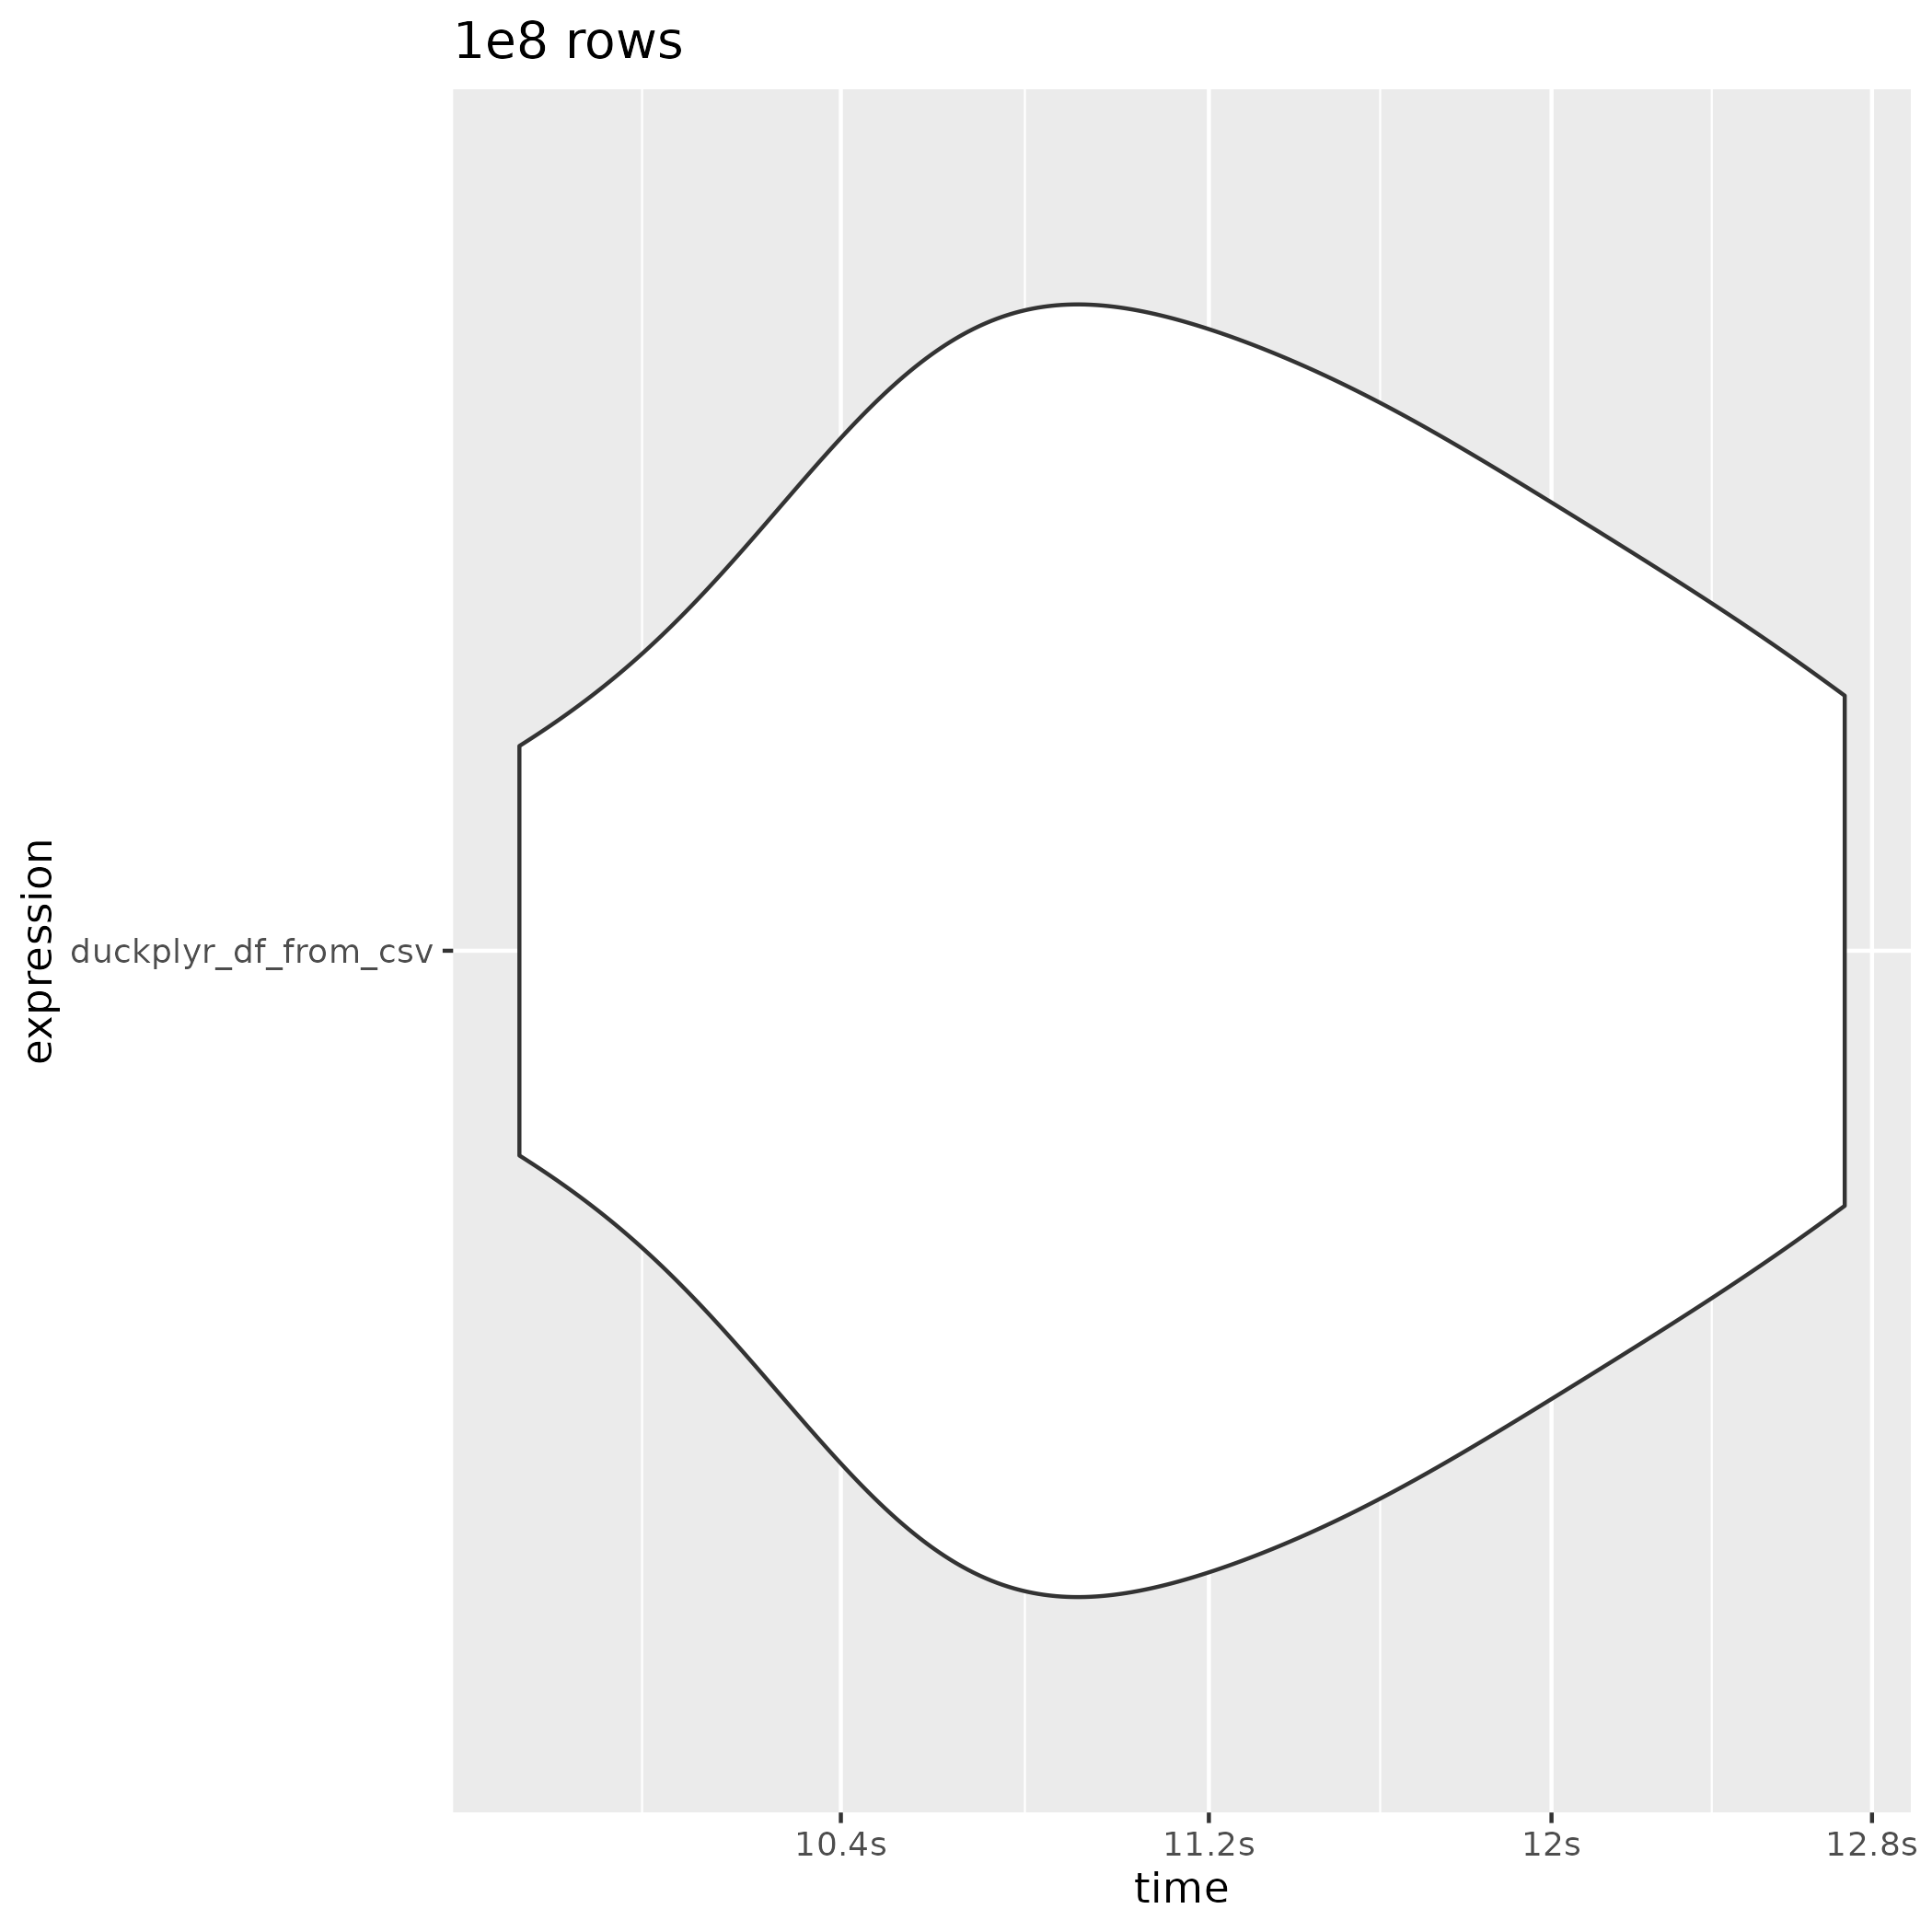 1e8 rows
expression
duckplyr_df_from_csv
10.4s 11.2s 12s 12.8s
time